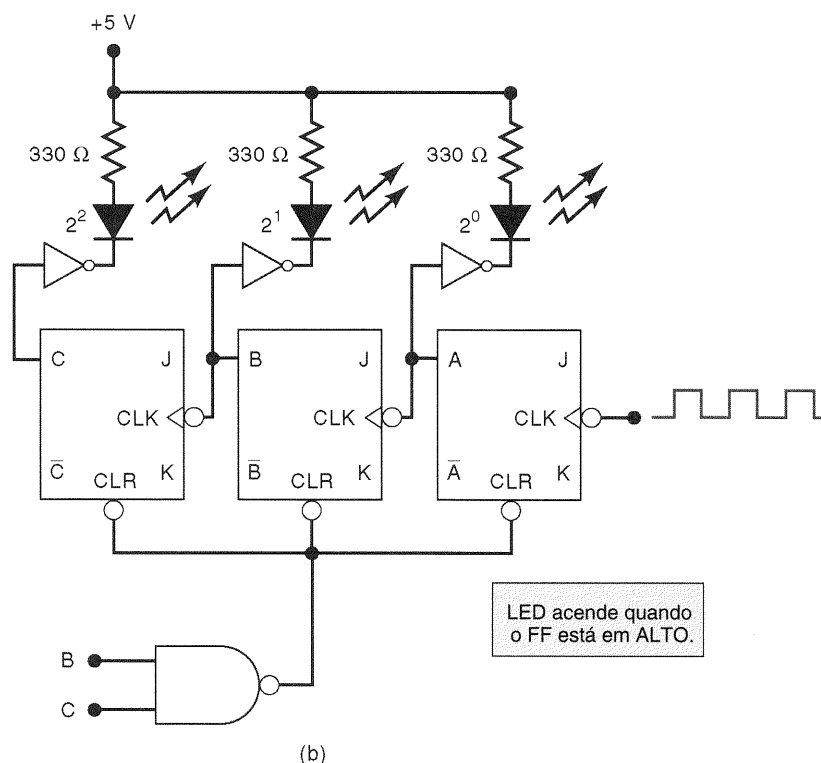 +5 V
330 Ω
330 Ω
330 Ω
2²
2¹
2⁰
C
J
B
J
A
J
CLK
CLK
CLK
C̅
CLR
K
B̅
CLR
K
A̅
CLR
K
LED acende quando
o FF está em ALTO.
B
C
(b)